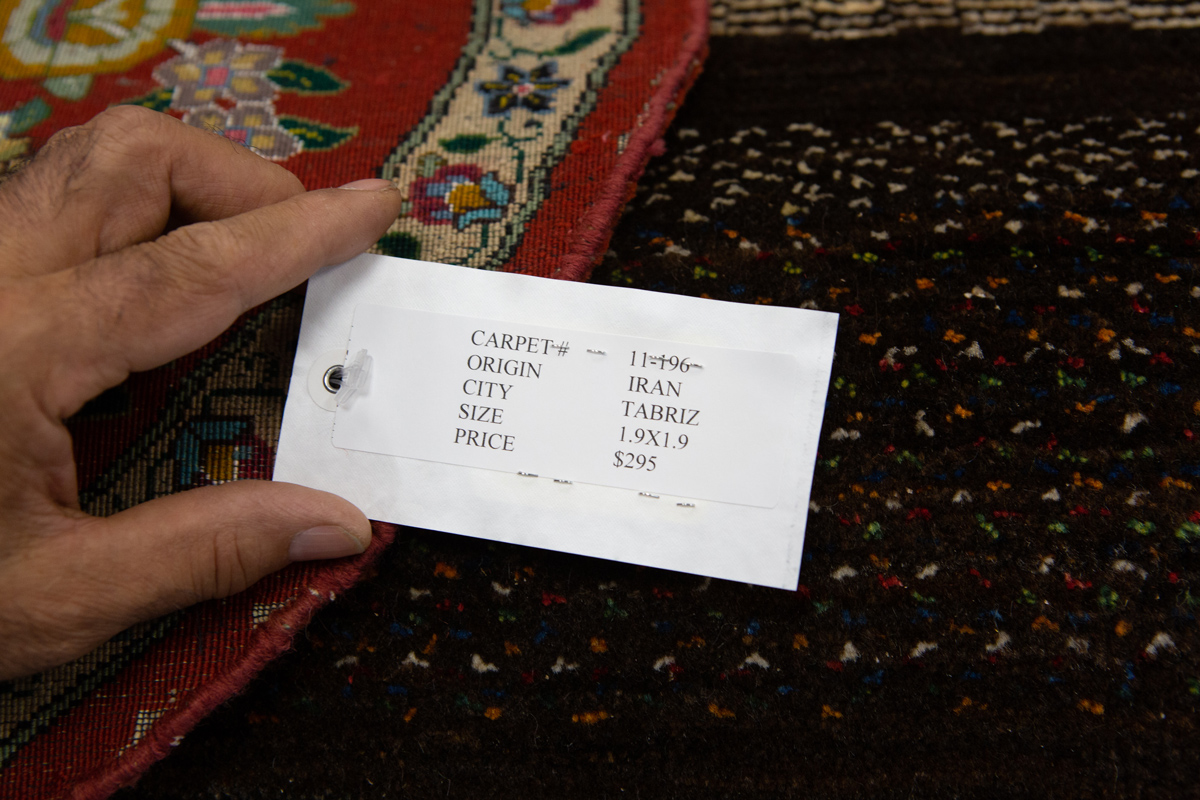 CARPET# 11-196
ORIGIN IRAN
CITY TABRIZ
SIZE 1.9X1.9
PRICE $295